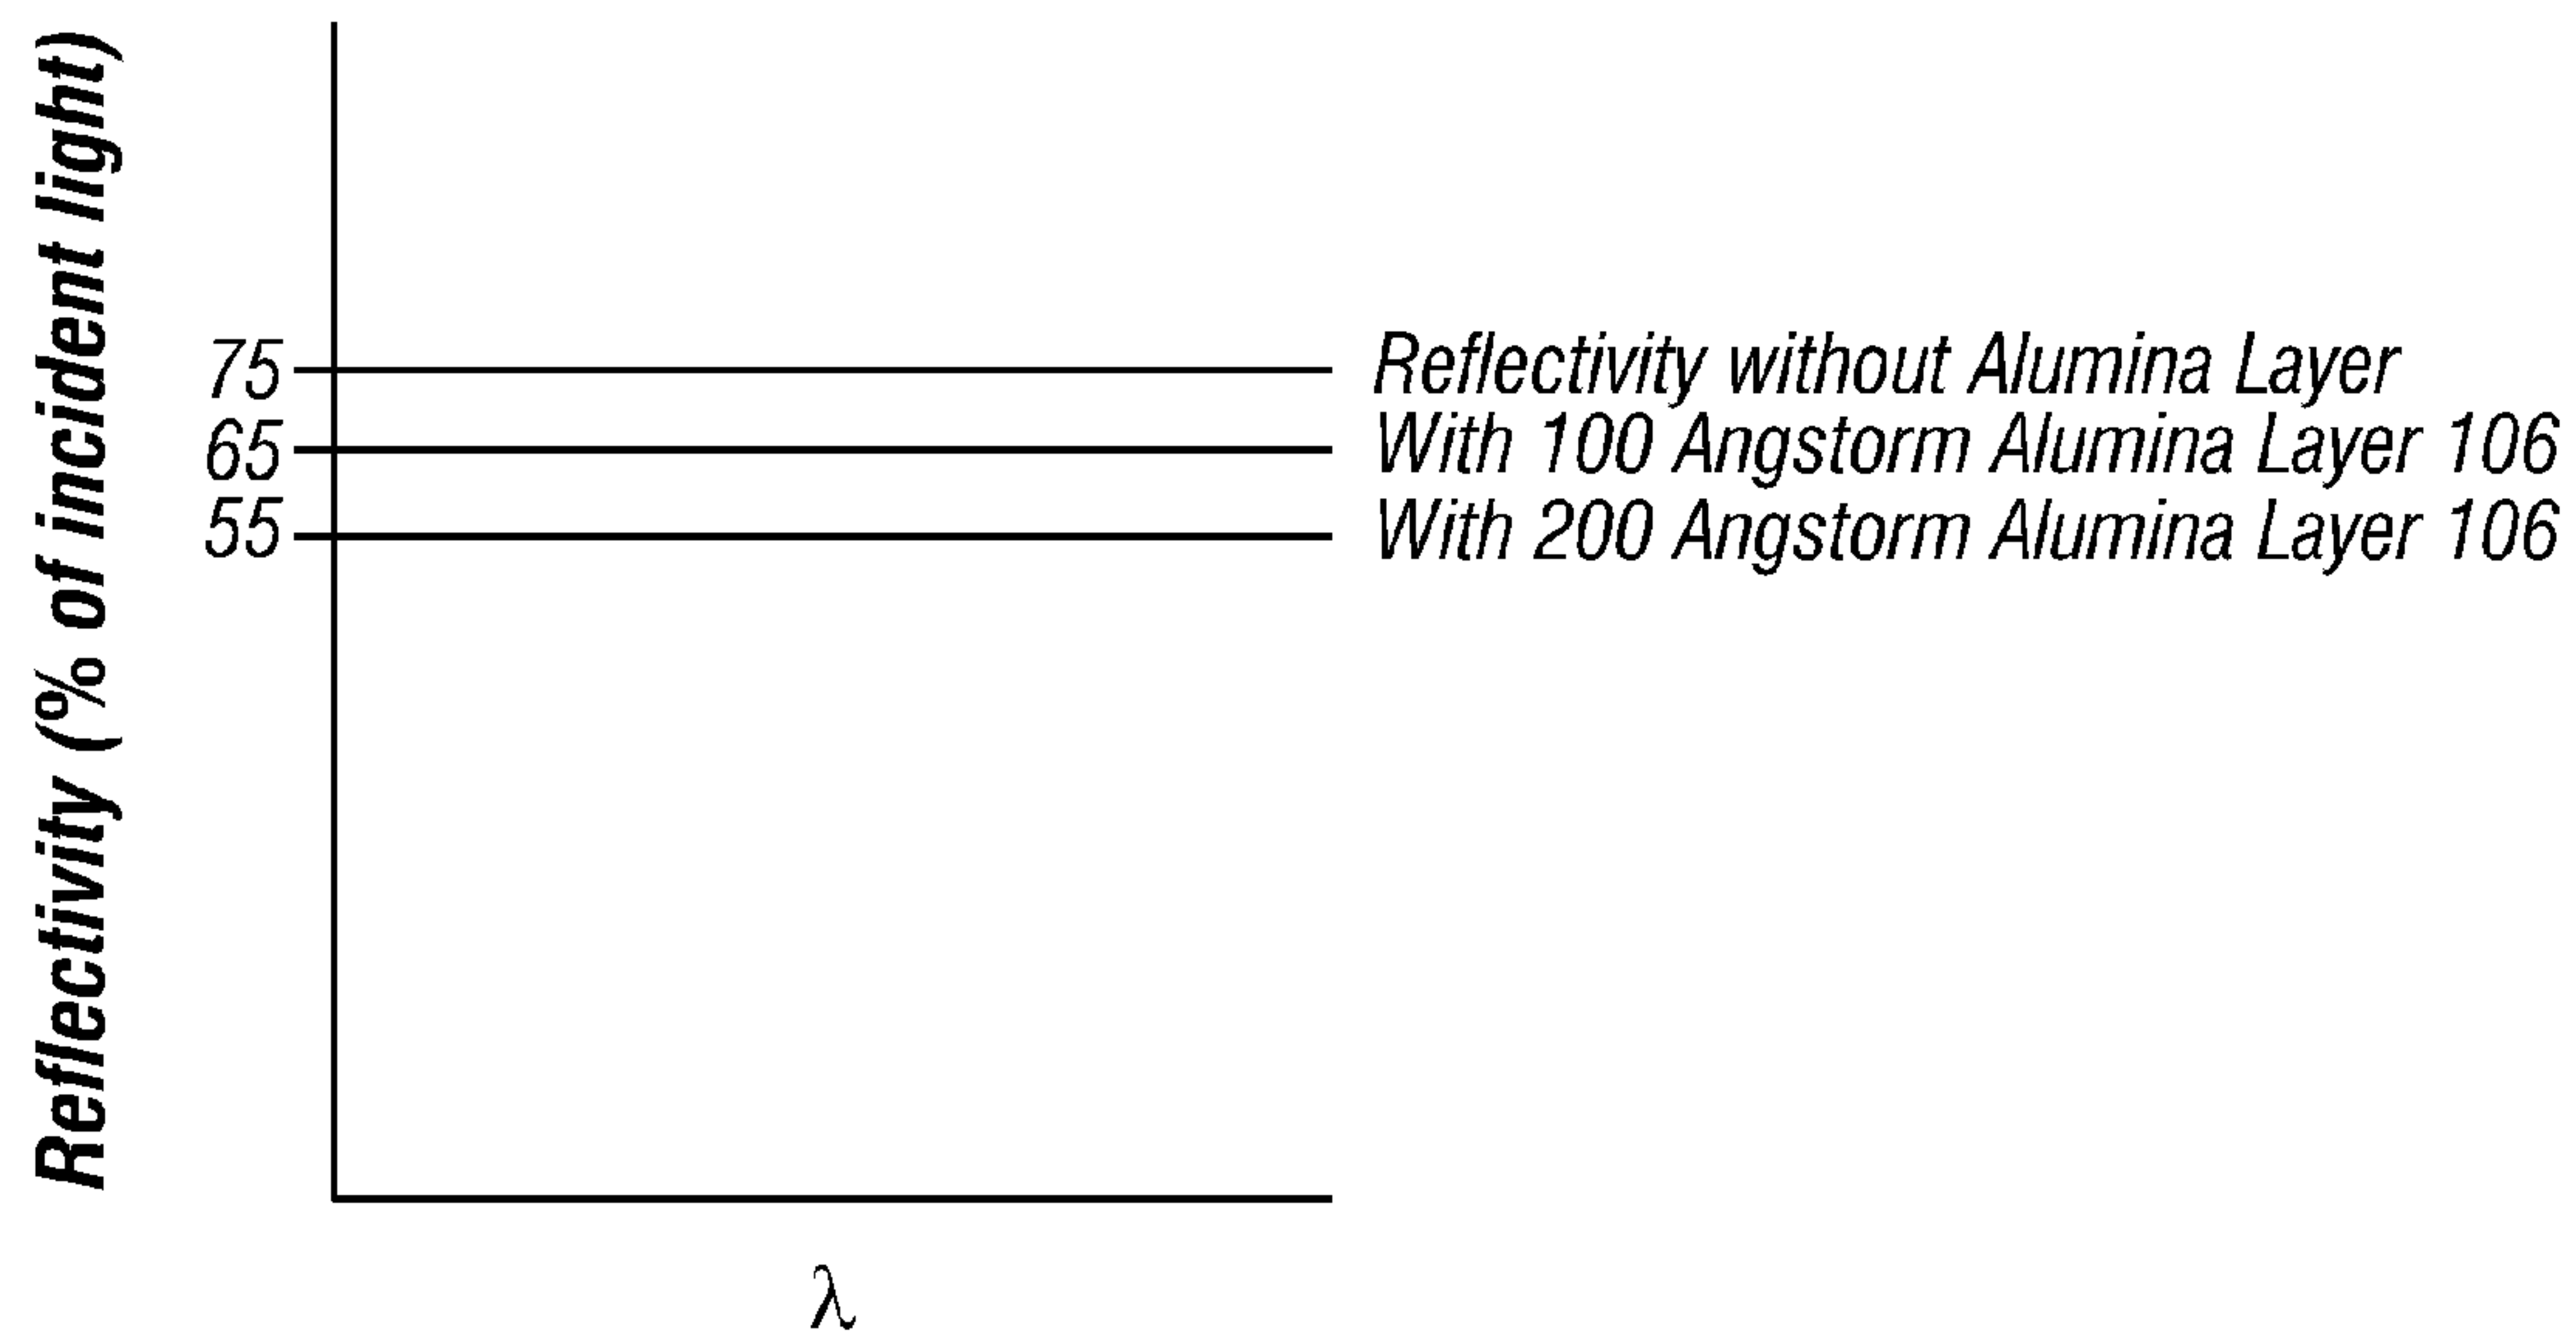 Reflectivity (% of incident light)
75
Reflectivity without Alumina Layer
65
With 100 Angstorm Alumina Layer 106
55
With 200 Angstorm Alumina Layer 106
λ